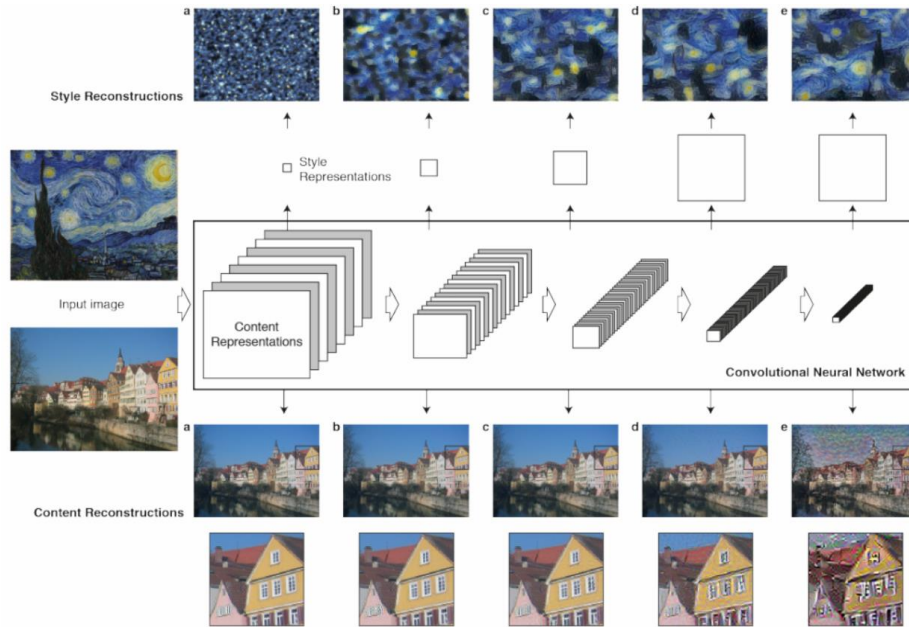 a b c d e
Style Reconstructions
Style
Representations
Input image
Content
Representations
Convolutional Neural Network
a b c d e
Content Reconstructions